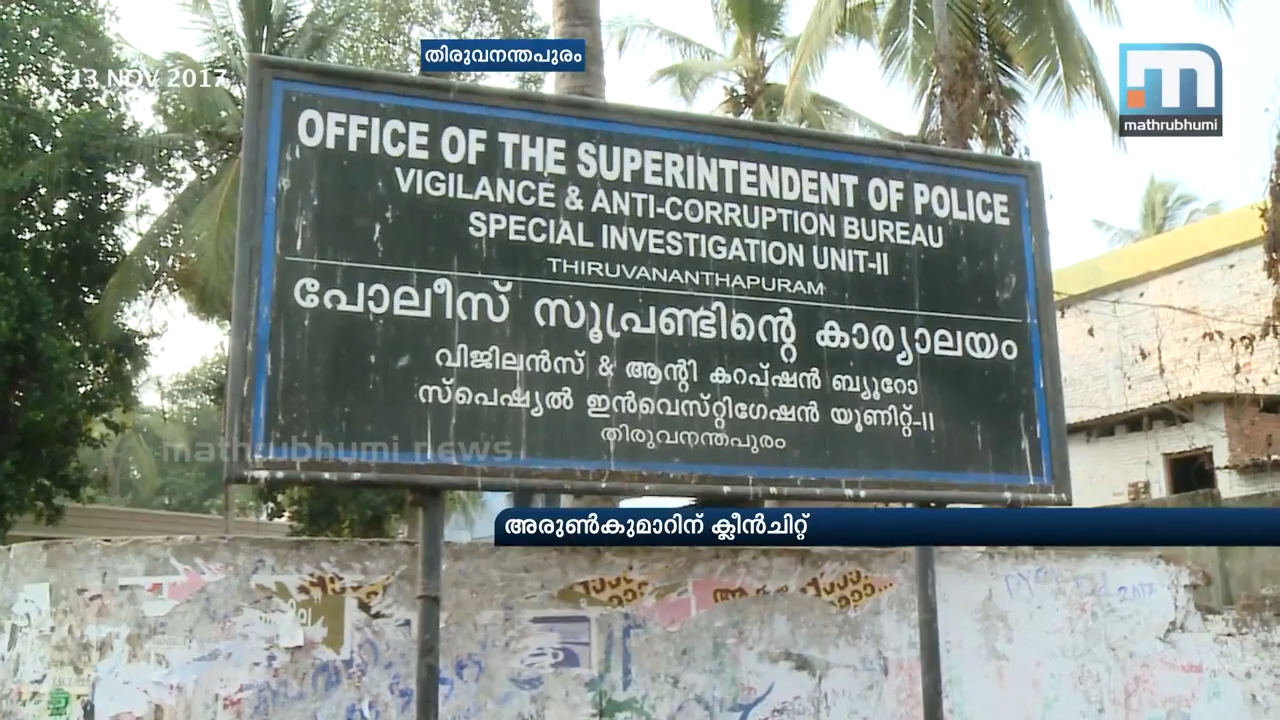 തിരുവനന്തപുരം
13 NOV 2017
mathrubhumi
OFFICE OF THE SUPERINTENDENT OF POLICE
VIGILANCE & ANTI-CORRUPTION BUREAU
SPECIAL INVESTIGATION UNIT-II
THIRUVANANTHAPURAM
പോലീസ് സൂപ്രണ്ടിന്റെ കാര്യാലയം
വിജിലൻസ് & ആന്റി കറപ്ഷൻ ബ്യൂറോ
സ്പെഷ്യൽ ഇൻവെസ്റ്റിഗേഷൻ യൂണിറ്റ്-II
തിരുവനന്തപുരം
mathrubhumi news
അരുൺകുമാറിന് ക്ലീൻചിറ്റ്